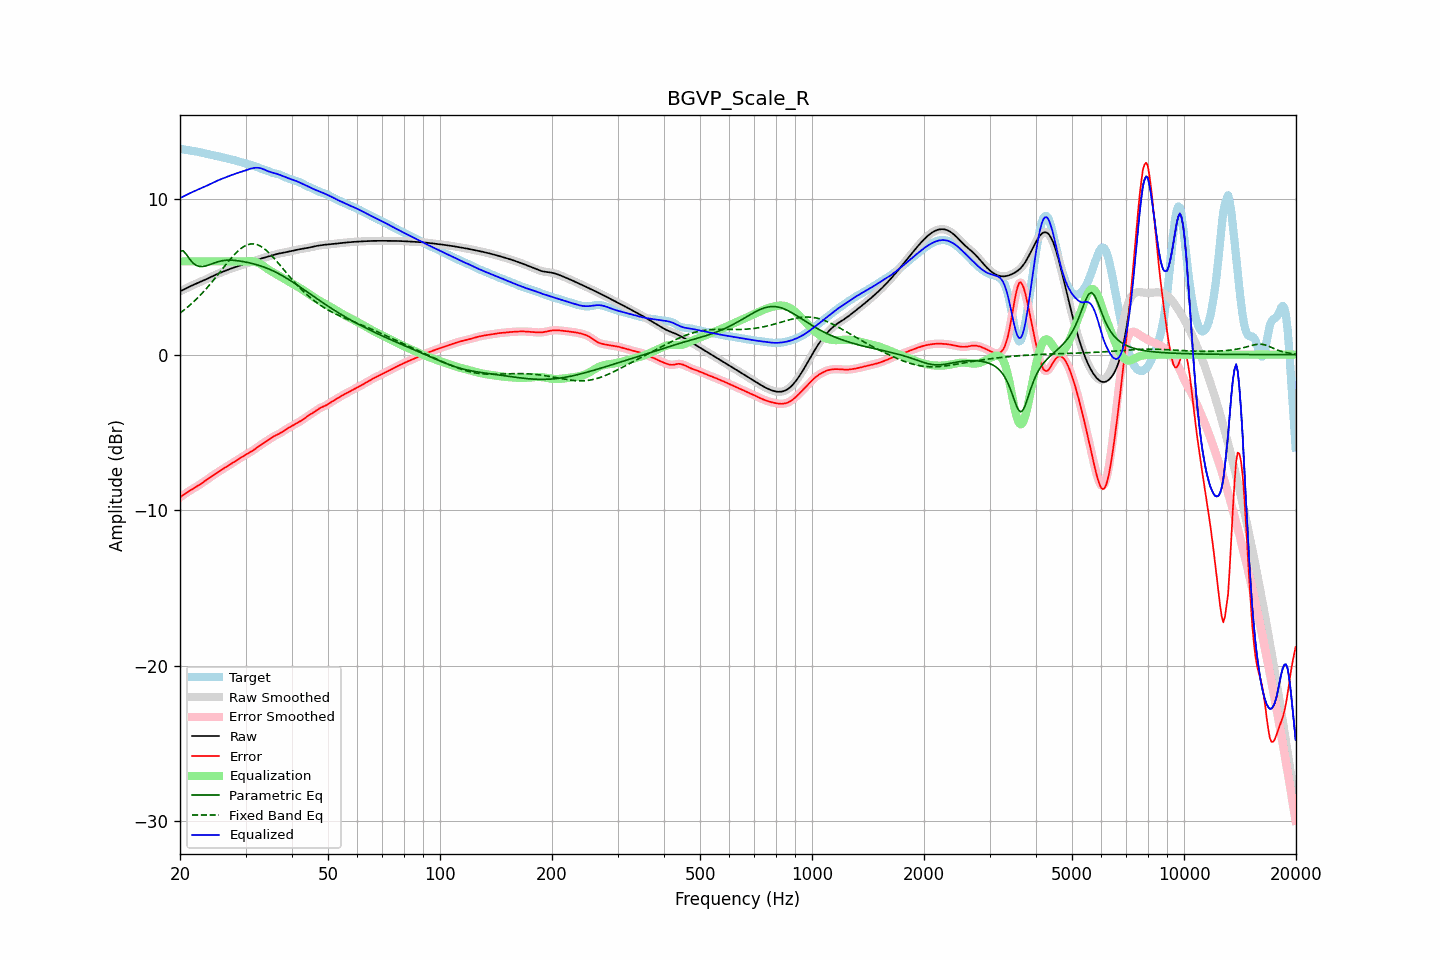 BGVP_Scale_R
Amplitude (dBr)
10
0
−10
−20
−30
Target
Raw Smoothed
Error Smoothed
Raw
Error
Equalization
Parametric Eq
Fixed Band Eq
Equalized
20 50 100 200 500 1000 2000 5000 10000 20000
Frequency (Hz)